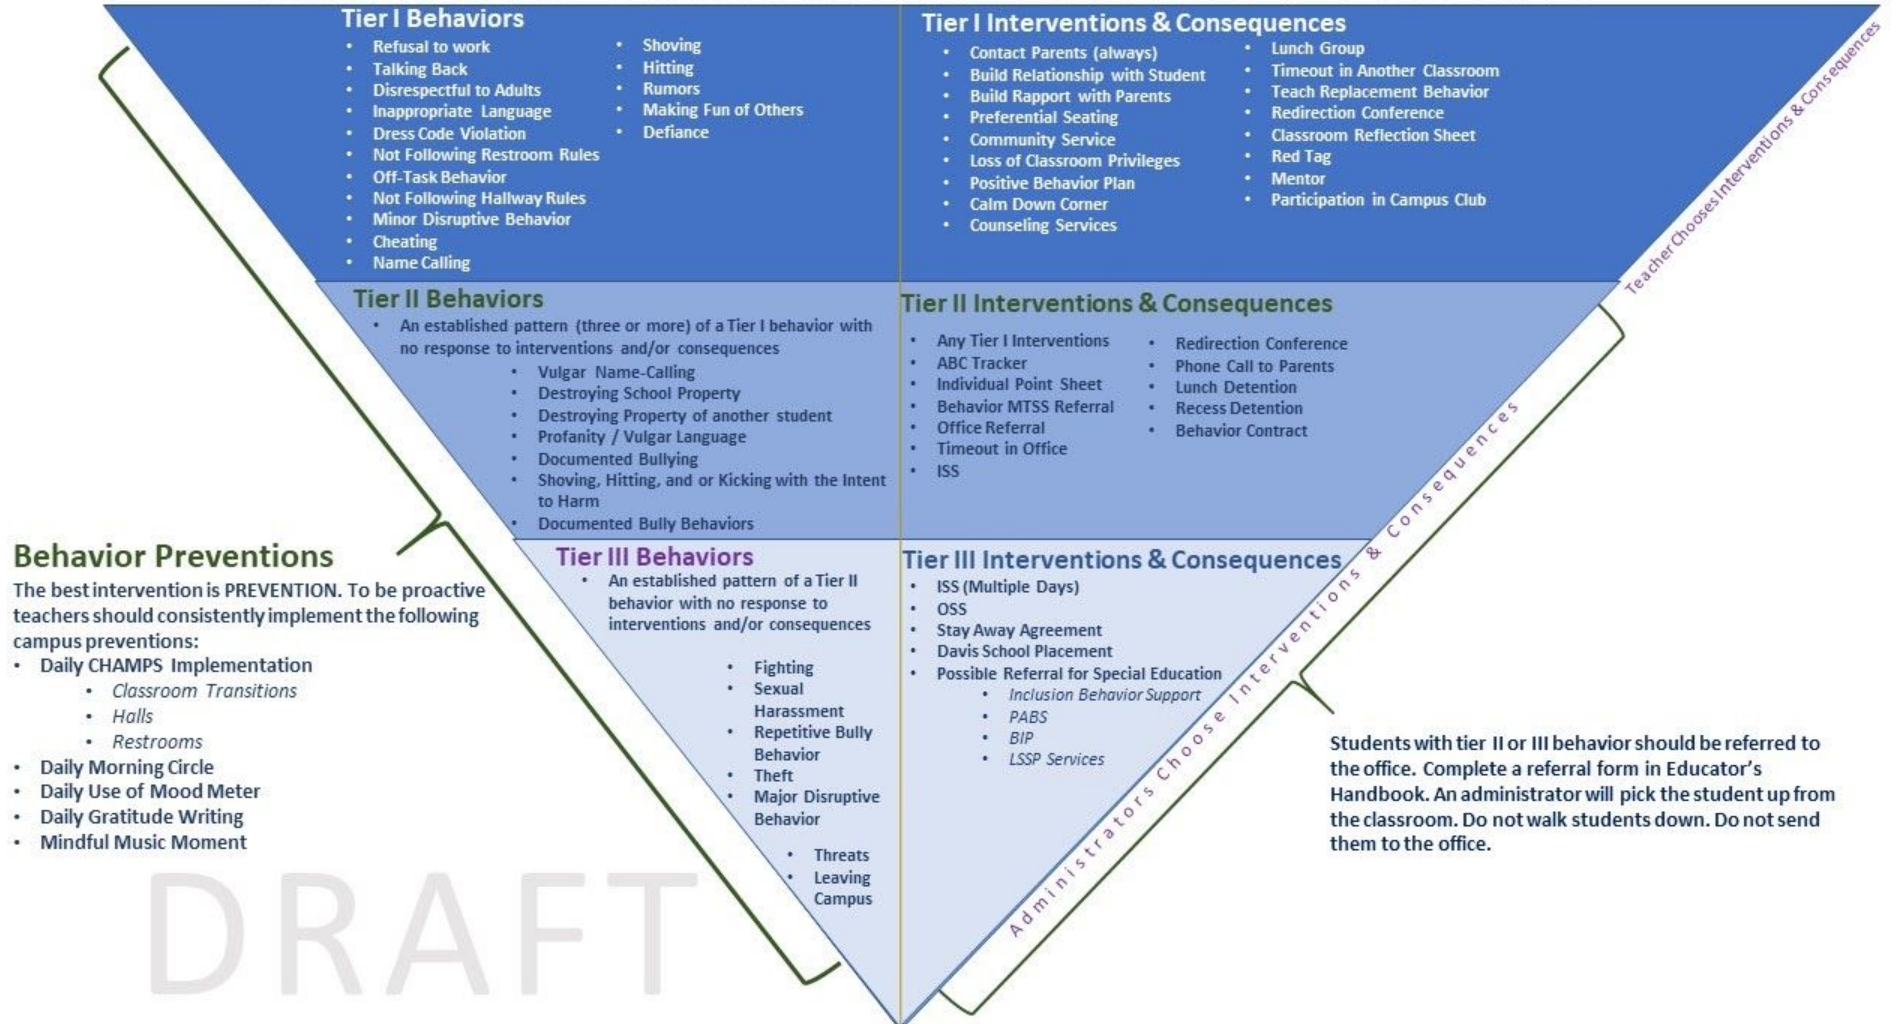 Tier I Behaviors
• Refusal to work
• Talking Back
• Disrespectful to Adults
• Inappropriate Language
• Dress Code Violation
• Not Following Restroom Rules
• Off-Task Behavior
• Not Following Hallway Rules
• Minor Disruptive Behavior
• Cheating
• Name Calling
• Shoving
• Hitting
• Rumors
• Making Fun of Others
• Defiance
Tier I Interventions & Consequences
• Contact Parents (always)
• Build Relationship with Student
• Build Rapport with Parents
• Preferential Seating
• Community Service
• Loss of Classroom Privileges
• Positive Behavior Plan
• Calm Down Corner
• Counseling Services
• Lunch Group
• Timeout in Another Classroom
• Teach Replacement Behavior
• Redirection Conference
• Classroom Reflection Sheet
• Red Tag
• Mentor
• Participation in Campus Club
Teacher Chooses Interventions & Consequences
Tier II Behaviors
• An established pattern (three or more) of a Tier I behavior with
no response to interventions and/or consequences
• Vulgar Name-Calling
• Destroying School Property
• Destroying Property of another student
• Profanity / Vulgar Language
• Documented Bullying
• Shoving, Hitting, and or Kicking with the Intent
to Harm
• Documented Bully Behaviors
Tier II Interventions & Consequences
• Any Tier I Interventions
• ABC Tracker
• Individual Point Sheet
• Behavior MTSS Referral
• Office Referral
• Timeout in Office
• ISS
• Redirection Conference
• Phone Call to Parents
• Lunch Detention
• Recess Detention
• Behavior Contract
Tier III Behaviors
• An established pattern of a Tier II
behavior with no response to
interventions and/or consequences
• Fighting
• Sexual
Harassment
• Repetitive Bully
Behavior
• Theft
• Major Disruptive
Behavior
• Threats
• Leaving
Campus
Tier III Interventions & Consequences
• ISS (Multiple Days)
• OSS
• Stay Away Agreement
• Davis School Placement
• Possible Referral for Special Education
• Inclusion Behavior Support
• PABS
• BIP
• LSSP Services
Administrators Choose Interventions & Consequences
Behavior Preventions
The best intervention is PREVENTION. To be proactive
teachers should consistently implement the following
campus preventions:
• Daily CHAMPS Implementation
• Classroom Transitions
• Halls
• Restrooms
• Daily Morning Circle
• Daily Use of Mood Meter
• Daily Gratitude Writing
• Mindful Music Moment
Students with tier II or III behavior should be referred to
the office. Complete a referral form in Educator's
Handbook. An administrator will pick the student up from
the classroom. Do not walk students down. Do not send
them to the office.
DRAFT